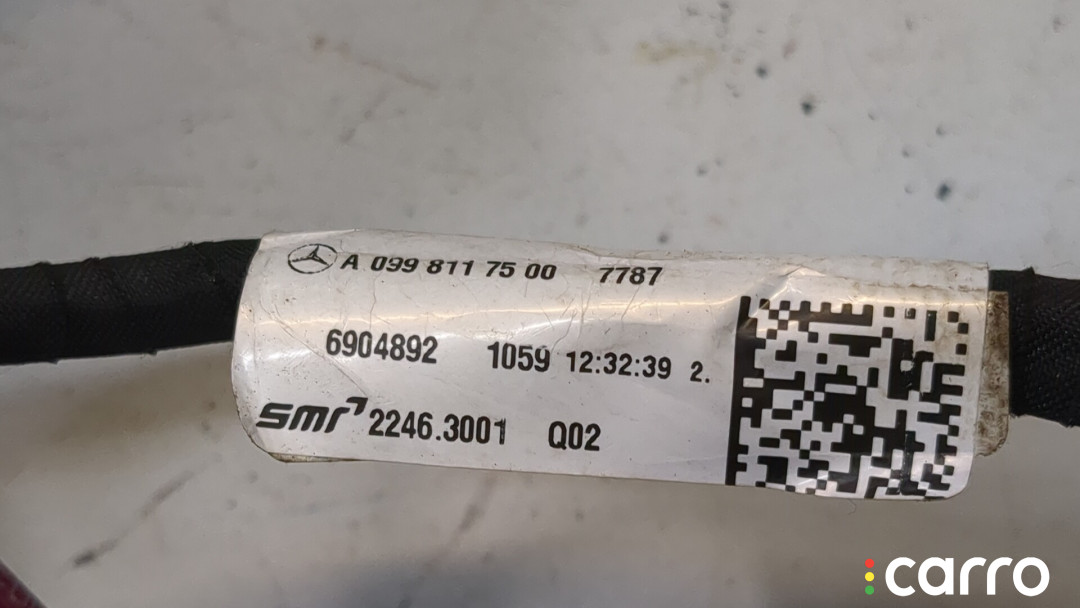 A 099 811 75 00 7787
6904892 1059 12:32:39 2.
smr 2246.3001 Q02
carro